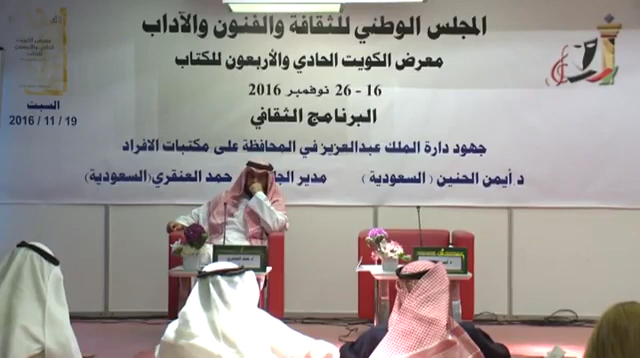 المجلس الوطني للثقافة والفنون والآداب
معرض الكويت الحادي والأربعون للكتاب
16 - 26 نوفمبر 2016
البرنامج الثقافي
السبت
2016 / 11 / 19
جهود دارة الملك عبدالعزيز في المحافظة على مكتبات الافراد
د. أيمن الحنين ( السعودية ) مدير الجل حمد العنقري (السعودية)